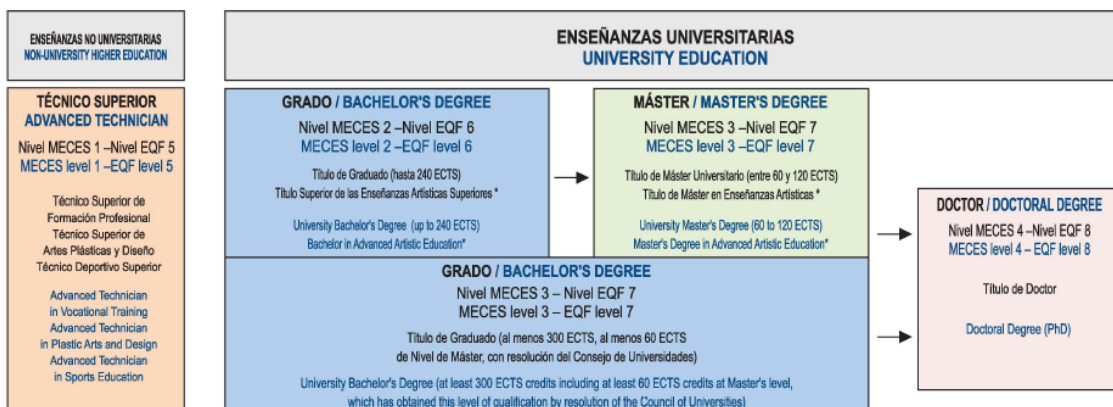 ENSEÑANZAS NO UNIVERSITARIAS
NON-UNIVERSITY HIGHER EDUCATION
ENSEÑANZAS UNIVERSITARIAS
UNIVERSITY EDUCATION
TÉCNICO SUPERIOR
ADVANCED TECHNICIAN
Nivel MECES 1 –Nivel EQF 5
MECES level 1 –EQF level 5
Técnico Superior de
Formación Profesional
Técnico Superior de
Artes Plásticas y Diseño
Técnico Deportivo Superior
Advanced Technician
in Vocational Training
Advanced Technician
in Plastic Arts and Design
Advanced Technician
in Sports Education
GRADO / BACHELOR'S DEGREE
Nivel MECES 2 –Nivel EQF 6
MECES level 2 –EQF level 6
Título de Graduado (hasta 240 ECTS)
Título Superior de las Enseñanzas Artísticas Superiores *
University Bachelor's Degree (up to 240 ECTS)
Bachelor in Advanced Artistic Education*
MÁSTER / MASTER'S DEGREE
Nivel MECES 3 –Nivel EQF 7
MECES level 3 –EQF level 7
Título de Máster Universitario (entre 60 y 120 ECTS)
Título de Máster en Enseñanzas Artísticas *
University Master's Degree (60 to 120 ECTS)
Master's Degree in Advanced Artistic Education*
GRADO / BACHELOR'S DEGREE
Nivel MECES 3 – Nivel EQF 7
MECES level 3 – EQF level 7
Título de Graduado (al menos 300 ECTS, al menos 60 ECTS
de Nivel de Máster, con resolución del Consejo de Universidades)
University Bachelor's Degree (at least 300 ECTS credits including at least 60 ECTS credits at Master's level,
which has obtained this level of qualification by resolution of the Council of Universities)
DOCTOR / DOCTORAL DEGREE
Nivel MECES 4 –Nivel EQF 8
MECES level 4 – EQF level 8
Título de Doctor
Doctoral Degree (PhD)